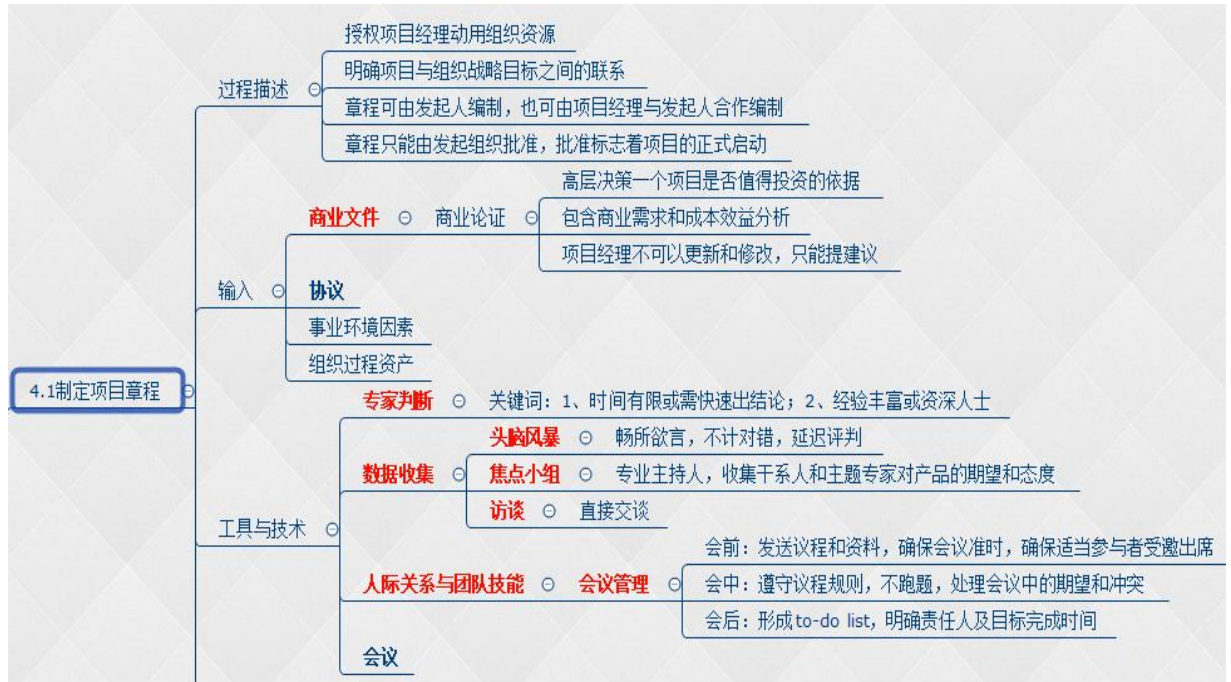 授权项目经理动用组织资源
明确项目与组织战略目标之间的联系
过程描述
章程可由发起人编制，也可由项目经理与发起人合作编制
章程只能由发起组织批准，批准标志着项目的正式启动
高层决策一个项目是否值得投资的依据
商业文件
商业论证
包含商业需求和成本效益分析
项目经理不可以更新和修改，只能提建议
输入
协议
事业环境因素
组织过程资产
4.1制定项目章程
专家判断
关键词：1、时间有限或需快速出结论；2、经验丰富或资深人士
头脑风暴
畅所欲言，不计对错，延迟评判
数据收集
焦点小组
专业主持人，收集干系人和主题专家对产品的期望和态度
访谈
直接交谈
工具与技术
会前：发送议程和资料，确保会议准时，确保适当参与者受邀出席
人际关系与团队技能
会议管理
会中：遵守议程规则，不跑题，处理会议中的期望和冲突
会后：形成to-do list，明确责任人及目标完成时间
会议